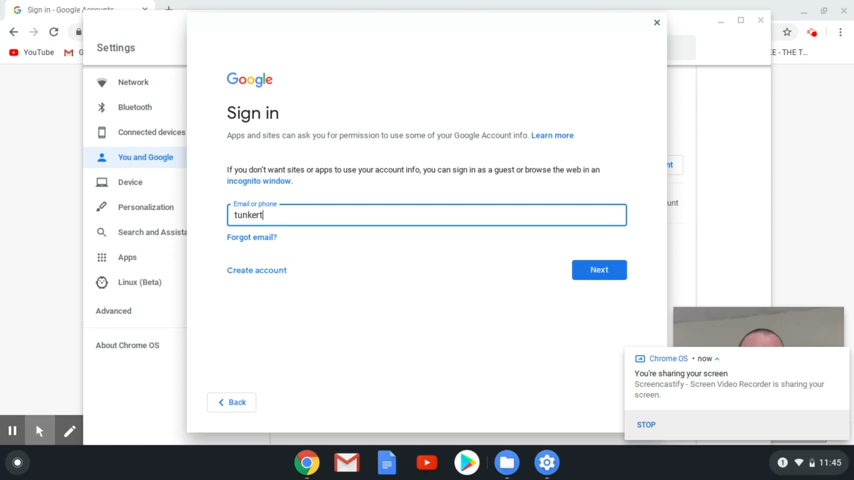 Sign in - Google Accounts
YouTube
G
E - THE T...
Settings
Network
Bluetooth
Connected devices
You and Google
Device
Personalization
Search and Assista
Apps
Linux (Beta)
Advanced
About Chrome OS
Google
Sign in
Apps and sites can ask you for permission to use some of your Google Account info. Learn more
If you don't want sites or apps to use your account info, you can sign in as a guest or browse the web in an
incognito window.
Email or phone
tunkert
Forgot email?
Create account
Next
Back
nt
unt
Chrome OS • now
You're sharing your screen
Screencastify - Screen Video Recorder is sharing your
screen.
STOP
1
11:45